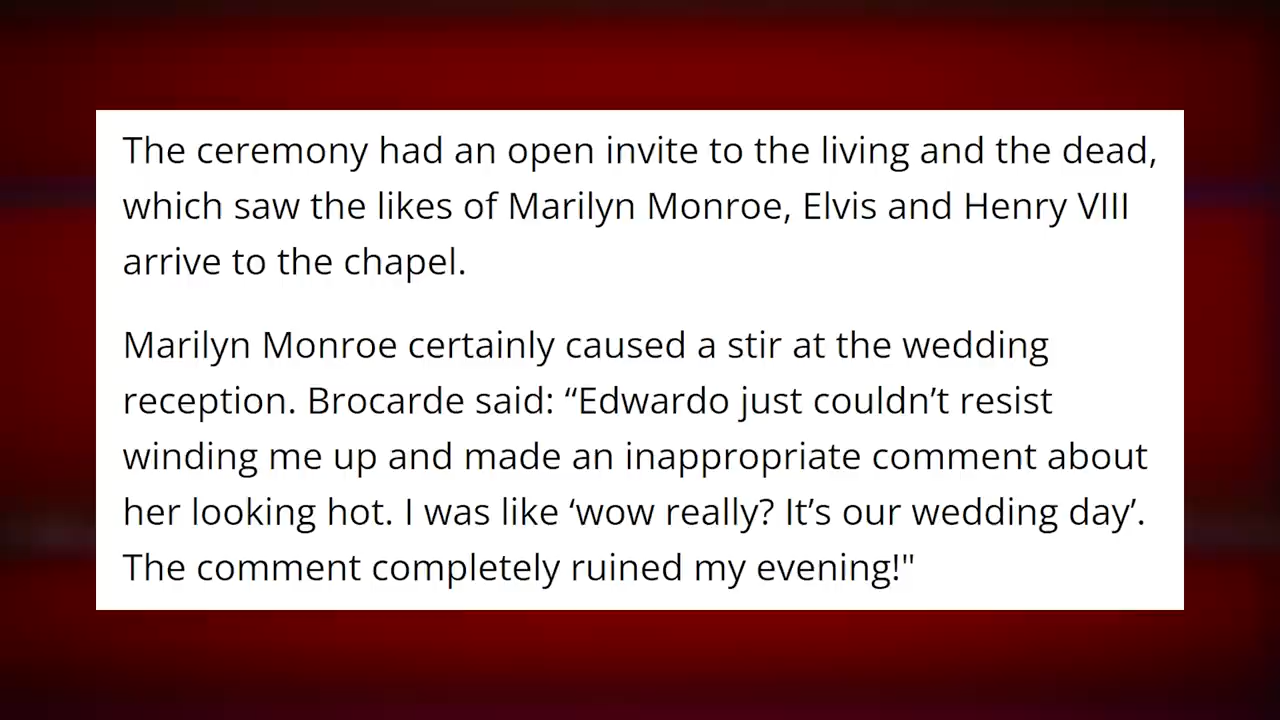 The ceremony had an open invite to the living and the dead,
which saw the likes of Marilyn Monroe, Elvis and Henry VIII
arrive to the chapel.
Marilyn Monroe certainly caused a stir at the wedding
reception. Brocarde said: “Edwardo just couldn’t resist
winding me up and made an inappropriate comment about
her looking hot. I was like ‘wow really? It’s our wedding day’.
The comment completely ruined my evening!"